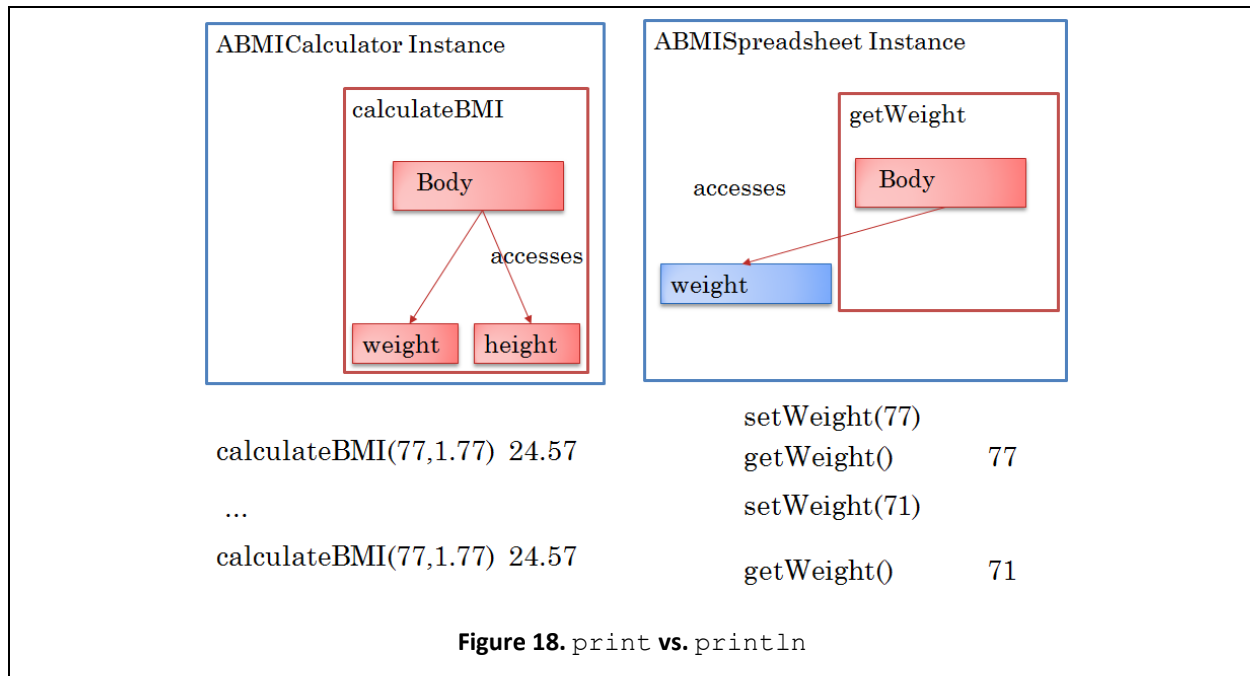 ABMICalculator Instance
calculateBMI
Body
accesses
weight
height
ABMISpreadsheet Instance
getWeight
Body
accesses
weight
calculateBMI(77,1.77) 24.57
...
calculateBMI(77,1.77) 24.57
setWeight(77)
getWeight() 77
setWeight(71)
getWeight() 71
Figure 18. print vs. println